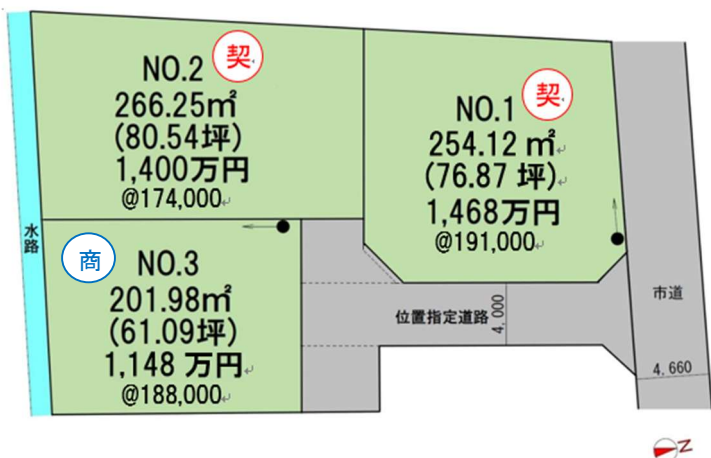 NO.2
契
266.25㎡
(80.54坪)
1,400万円
@174,000
NO.1
契
254.12 ㎡
(76.87 坪)
1,468万円
@191,000
水路
商
NO.3
201.98㎡
(61.09坪)
1,148 万円
@188,000
位置指定道路
4,000
市道
4.660
N